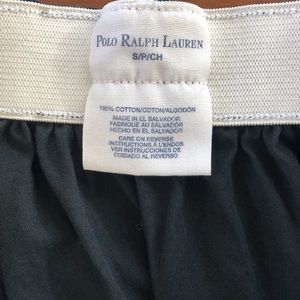 POLO RALPH LAUREN
S/P/CH
100% COTTON/COTON/ALGODÓN
MADE IN EL SALVADOR
FABRIQUÉ AU SALVADOR
HECHO EN EL SALVADOR
CARE ON REVERSE
INSTRUCTIONS À L'ENDOS
VER INSTRUCCIONES DE
CUIDADO AL REVERSO